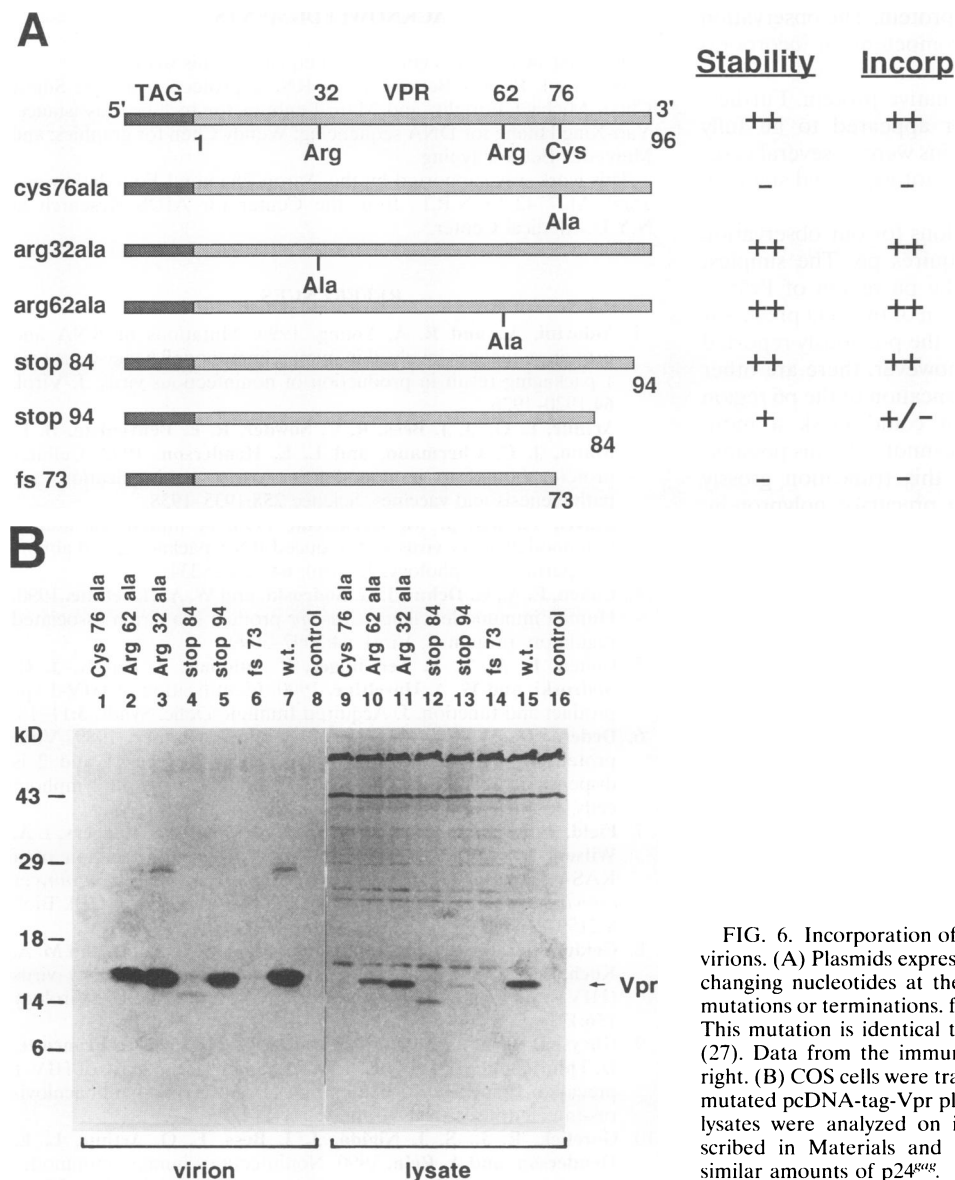 A
Stability Incorp
TAG 32 VPR 62 76
5' 3'
1 Arg Arg Cys 96
++ ++
cys76ala - -
Ala
arg32ala ++ ++
Ala
arg62ala ++ ++
Ala
stop 84 ++ ++
94
stop 94 + +/-
84
fs 73 -
73
B
Cys 76 ala
Arg 62 ala
Arg 32 ala
stop 84
stop 94
fs 73
w.t.
control
Cys 76 ala
Arg 62 ala
Arg 32 ala
stop 84
stop 94
fs 73
w.t.
control
1 2 3 4 5 6 7 8 9 10 11 12 13 14 15 16
kD
43
29
18
14
6
Vpr
virion lysate
FIG. 6. Incorporation of
virions. (A) Plasmids expres
changing nucleotides at the
mutations or terminations. f
This mutation is identical t
(27). Data from the immun
right. (B) COS cells were tra
mutated pcDNA-tag-Vpr pl
lysates were analyzed on i
scribed in Materials and
similar amounts of p24gag.